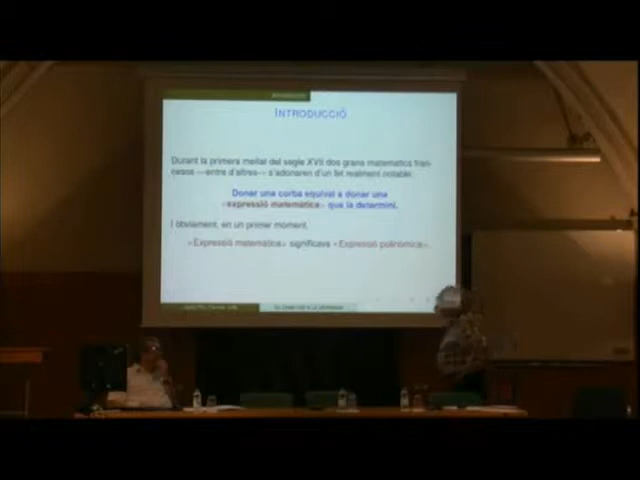 INTRODUCCIÓ
Durant la primera meitat del segle XVII dos grans matemàtics fran-
cesos —entre d'altres— s'adonaren d'un fet realment notable:
Donar una corba equival a donar una
«expressió matemàtica» que la determini.
I òbviament, en un primer moment,
«Expressió matemàtica» significava «Expressió polinòmica».